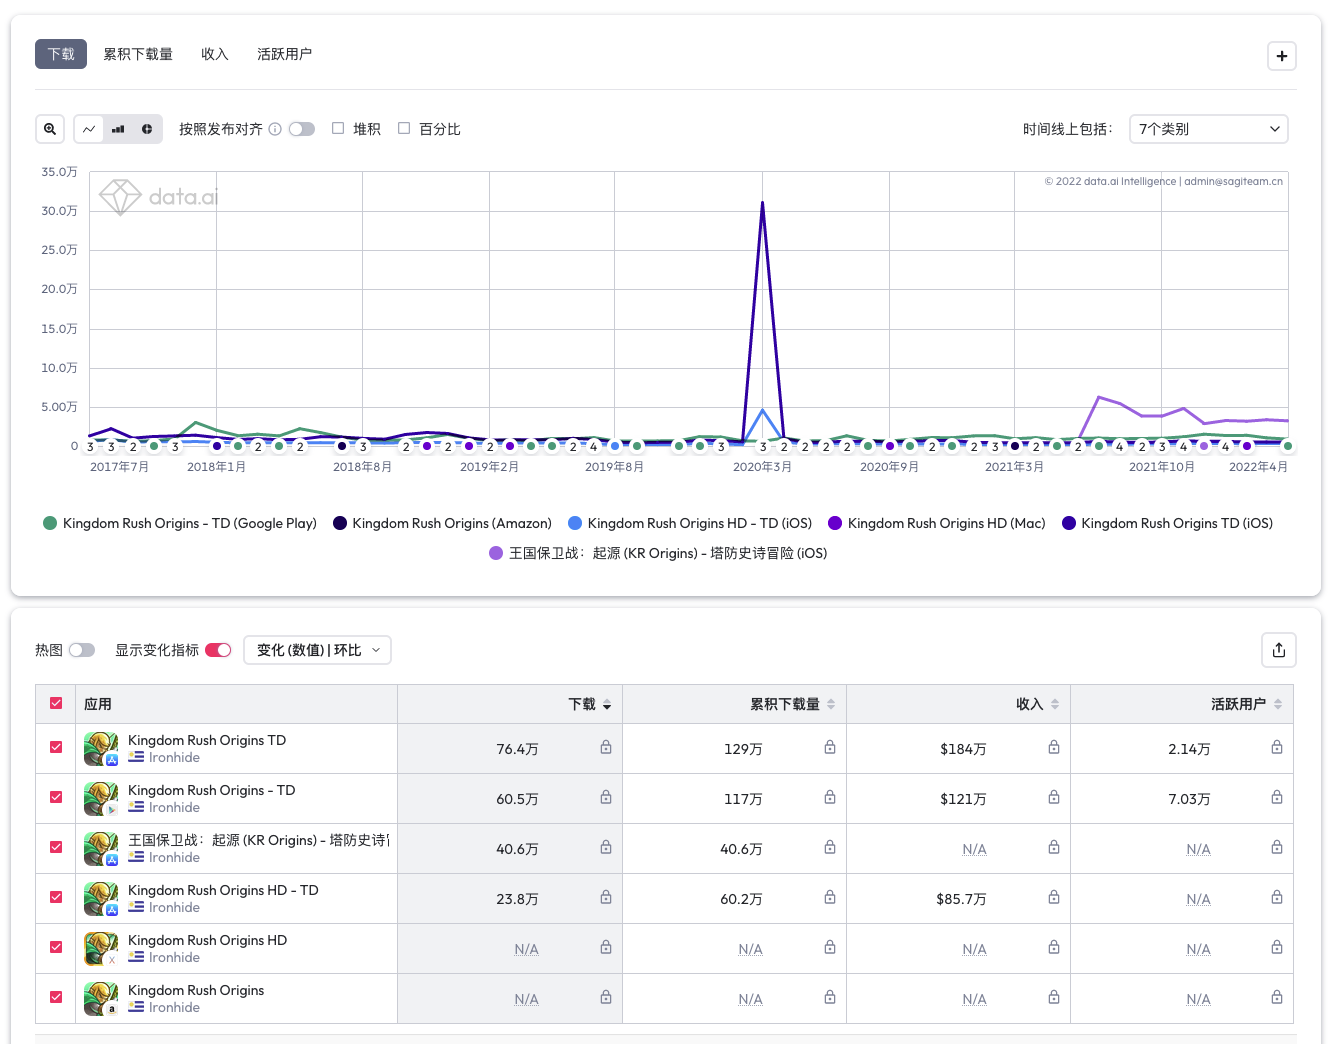 下载 累积下载量 收入 活跃用户
按照发布对齐 堆积 百分比 时间线上包括： 7个类别
35.0万
30.0万
25.0万
20.0万
15.0万
10.0万
5.00万
0
data.ai
© 2022 data.ai Intelligence | admin@sagiteam.cn
3 3 2 3 2 2 3 2 2 2 2 4 3 3 2 2 2 2 2 2 3 2 2 4 2 3 4 4
2017年7月 2018年1月 2018年8月 2019年2月 2019年8月 2020年3月 2020年9月 2021年3月 2021年10月 2022年4月
Kingdom Rush Origins - TD (Google Play) Kingdom Rush Origins (Amazon) Kingdom Rush Origins HD - TD (iOS) Kingdom Rush Origins HD (Mac) Kingdom Rush Origins TD (iOS)
王国保卫战：起源 (KR Origins) - 塔防史诗冒险 (iOS)
热图 显示变化指标 变化 (数值) | 环比
应用 下载 累积下载量 收入 活跃用户
Kingdom Rush Origins TD
Ironhide
76.4万 129万 $184万 2.14万
Kingdom Rush Origins - TD
Ironhide
60.5万 117万 $121万 7.03万
王国保卫战：起源 (KR Origins) - 塔防史诗
Ironhide
40.6万 40.6万 N/A N/A
Kingdom Rush Origins HD - TD
Ironhide
23.8万 60.2万 $85.7万 N/A
Kingdom Rush Origins HD
Ironhide
N/A N/A N/A N/A
Kingdom Rush Origins
Ironhide
N/A N/A N/A N/A